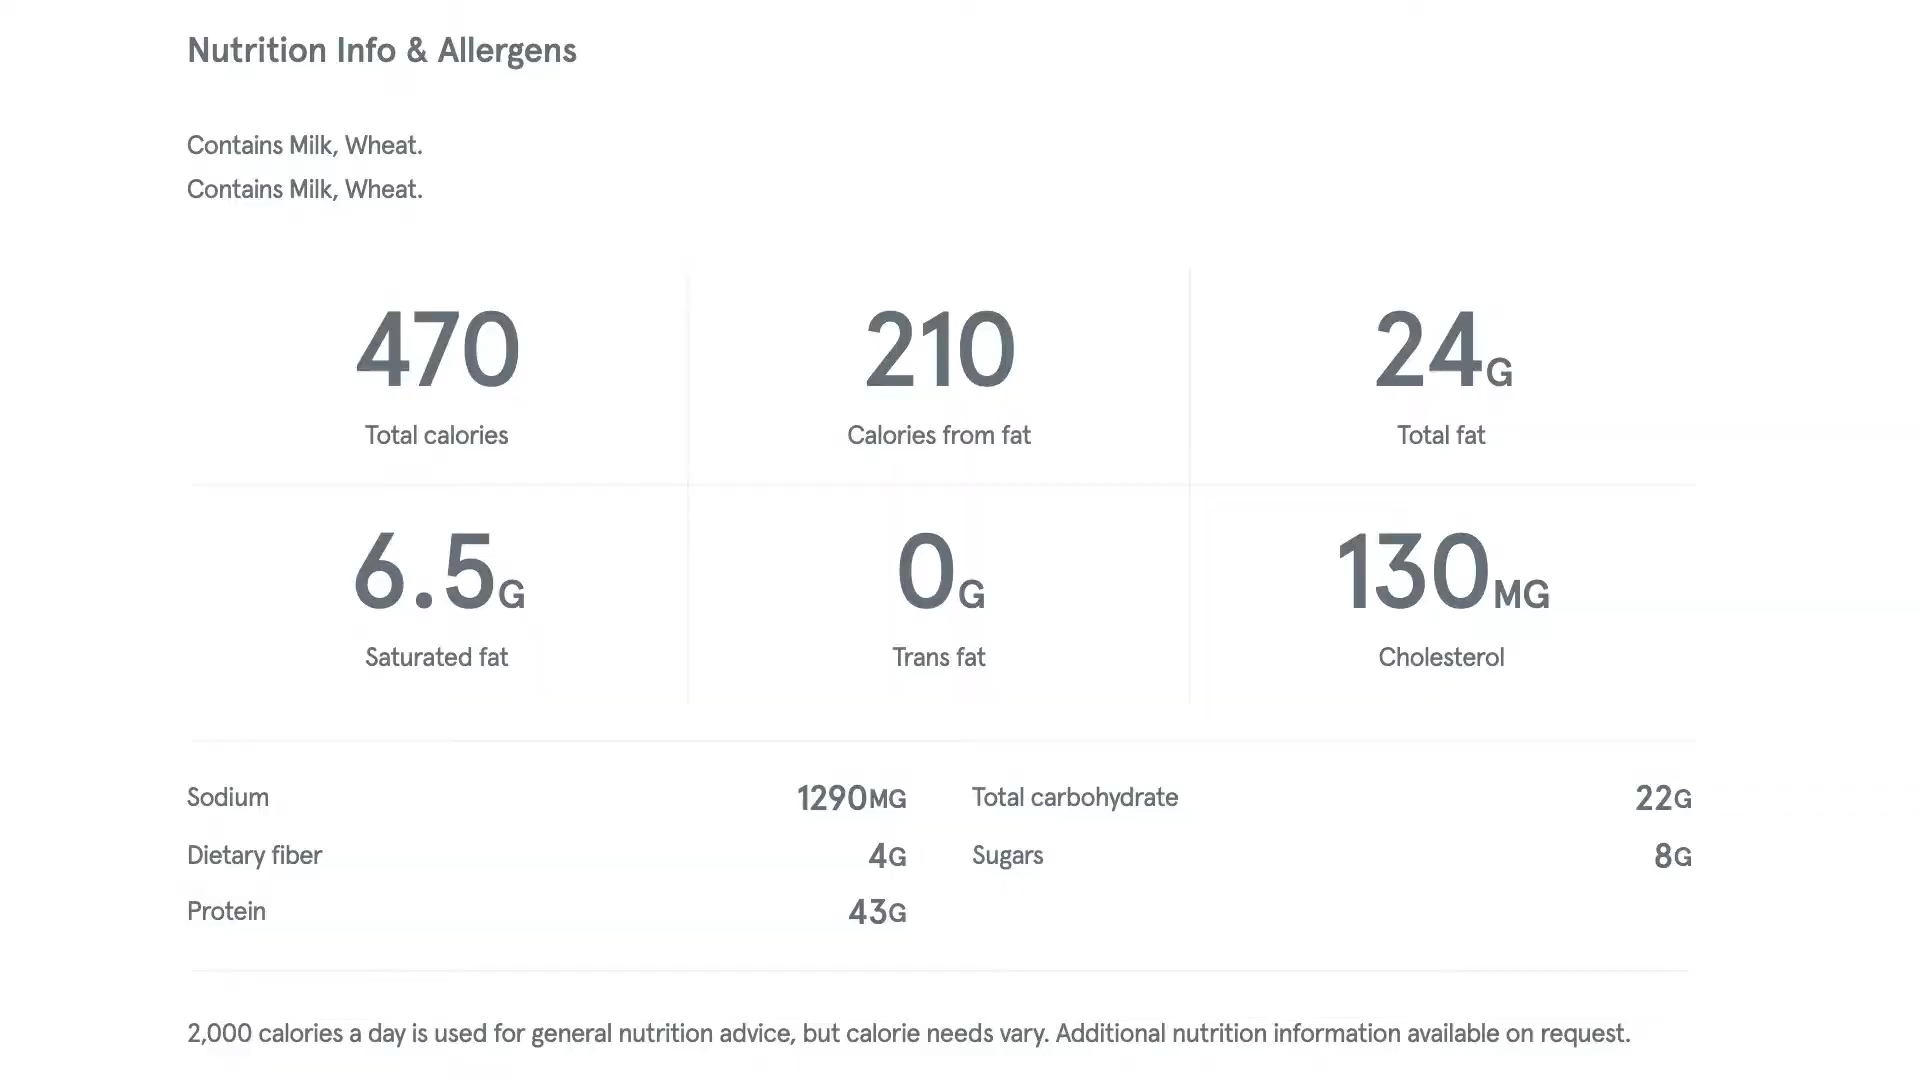 Nutrition Info & Allergens
Contains Milk, Wheat.
Contains Milk, Wheat.
470
Total calories
210
Calories from fat
24G
Total fat
6.5G
Saturated fat
0G
Trans fat
130MG
Cholesterol
Sodium 1290MG
Total carbohydrate 22G
Dietary fiber 4G
Sugars 8G
Protein 43G
2,000 calories a day is used for general nutrition advice, but calorie needs vary. Additional nutrition information available on request.